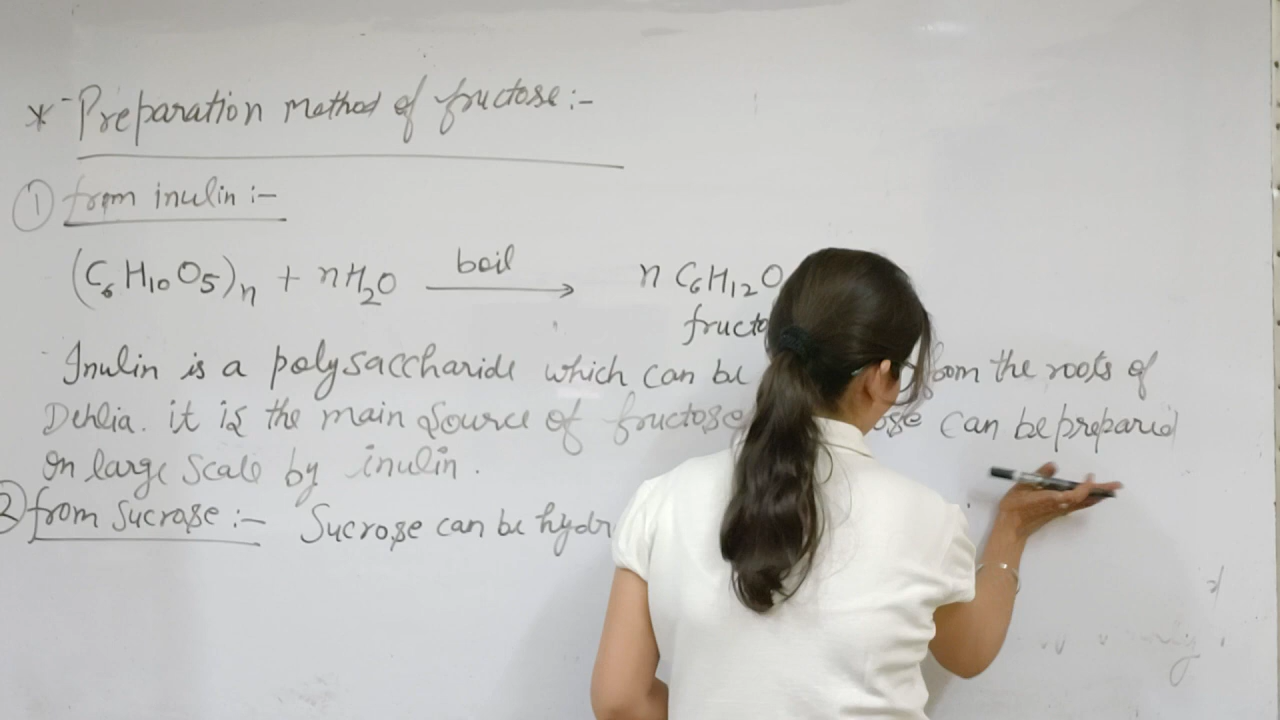 * Preparation method of fructose :-
① from inulin :-
(C6H10O5)n + nH2O boil → n C6H12O
fructo
Inulin is a polysaccharide which can be from the roots of
Dehlia. it is the main source of fructose ose can be prepared
on large scale by inulin .
② from sucrose :- Sucrose can be hydr